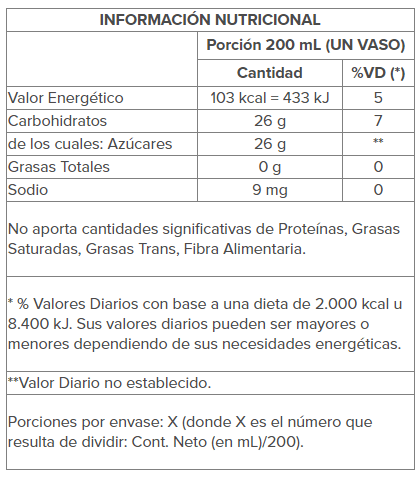 INFORMACIÓN NUTRICIONAL
Porción 200 mL (UN VASO)
Cantidad %VD (*)
Valor Energético 103 kcal = 433 kJ 5
Carbohidratos 26 g 7
de los cuales: Azúcares 26 g **
Grasas Totales 0 g 0
Sodio 9 mg 0
No aporta cantidades significativas de Proteínas, Grasas
Saturadas, Grasas Trans, Fibra Alimentaria.
* % Valores Diarios con base a una dieta de 2.000 kcal u
8.400 kJ. Sus valores diarios pueden ser mayores o
menores dependiendo de sus necesidades energéticas.
**Valor Diario no establecido.
Porciones por envase: X (donde X es el número que
resulta de dividir: Cont. Neto (en mL)/200).